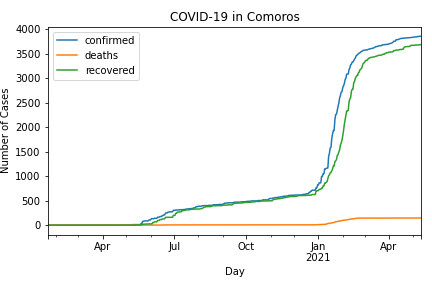 COVID-19 in Comoros
confirmed
deaths
recovered
Number of Cases
4000
3500
3000
2500
2000
1500
1000
500
0
Apr
Jul
Oct
Jan
2021
Apr
Day